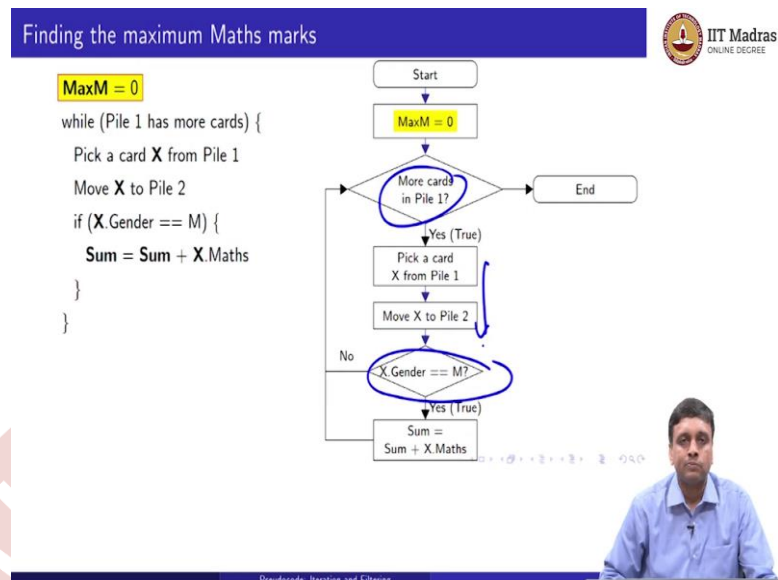 Finding the maximum Maths marks
IIT Madras
ONLINE DEGREE
MaxM = 0
while (Pile 1 has more cards) {
Pick a card X from Pile 1
Move X to Pile 2
if (X.Gender == M) {
Sum = Sum + X.Maths
}
}
Start
MaxM = 0
More cards
in Pile 1?
End
Yes (True)
Pick a card
X from Pile 1
Move X to Pile 2
No
X.Gender == M?
Yes (True)
Sum =
Sum + X.Maths
Pseudocode: Iteration and Filtering